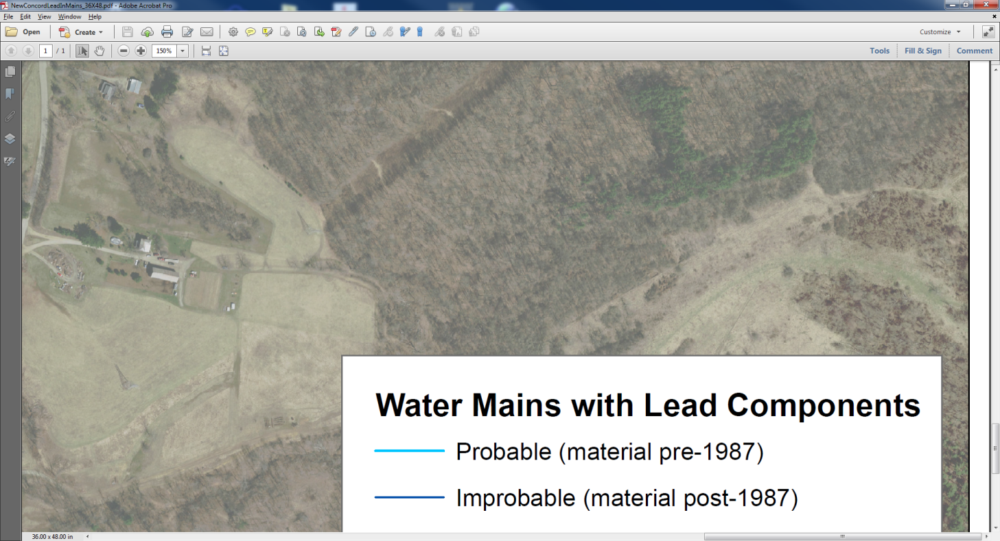 NewConcordLeadInMains_36X48.pdf - Adobe Acrobat Pro
File Edit View Window Help
Open Create Customize
1 / 1 150% Tools Fill & Sign Comment
Water Mains with Lead Components
Probable (material pre-1987)
Improbable (material post-1987)
36.00 x 48.00 in